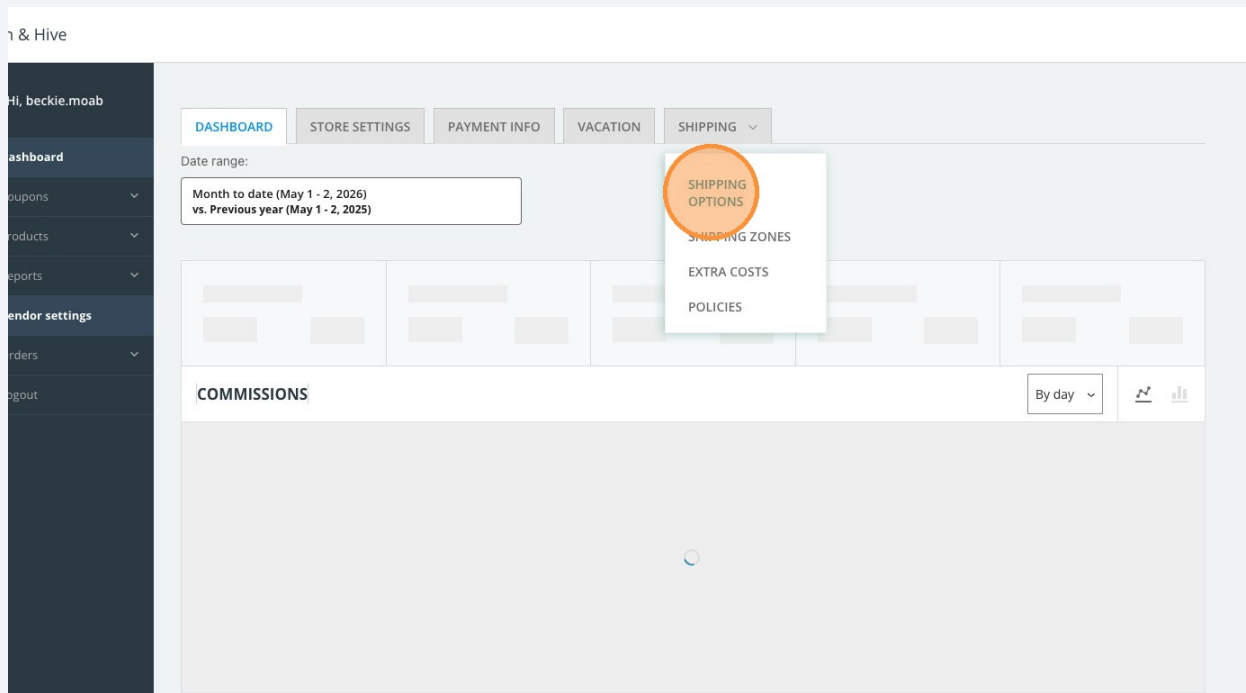 n & Hive
Hi, beckie.moab
ashboard
oupons
roducts
eports
endor settings
rders
ogout
DASHBOARD
STORE SETTINGS
PAYMENT INFO
VACATION
SHIPPING
Date range:
Month to date (May 1 - 2, 2026)
vs. Previous year (May 1 - 2, 2025)
SHIPPING
OPTIONS
SHIPPING ZONES
EXTRA COSTS
POLICIES
COMMISSIONS
By day